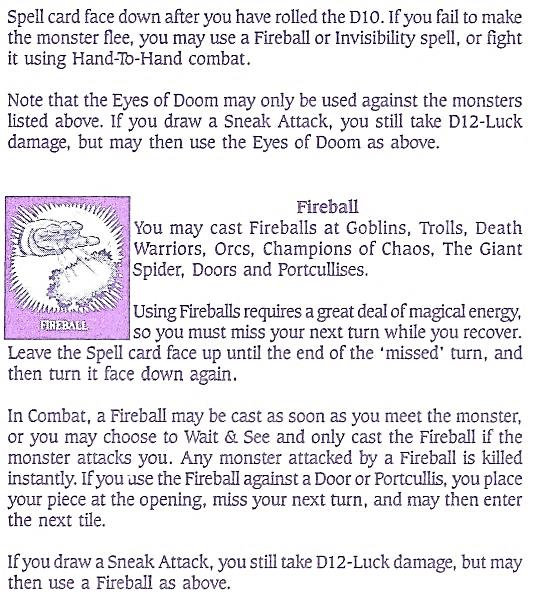 Spell card face down after you have rolled the D10. If you fail to make
the monster flee, you may use a Fireball or Invisibility spell, or fight
it using Hand-To-Hand combat.
Note that the Eyes of Doom may only be used against the monsters
listed above. If you draw a Sneak Attack, you still take D12-Luck
damage, but may then use the Eyes of Doom as above.
FIREBALL
Fireball
You may cast Fireballs at Goblins, Trolls, Death
Warriors, Orcs, Champions of Chaos, The Giant
Spider, Doors and Portcullises.
Using Fireballs requires a great deal of magical energy,
so you must miss your next turn while you recover.
Leave the Spell card face up until the end of the 'missed' turn, and
then turn it face down again.
In Combat, a Fireball may be cast as soon as you meet the monster,
or you may choose to Wait & See and only cast the Fireball if the
monster attacks you. Any monster attacked by a Fireball is killed
instantly. If you use the Fireball against a Door or Portcullis, you place
your piece at the opening, miss your next turn, and may then enter
the next tile.
If you draw a Sneak Attack, you still take D12-Luck damage, but may
then use a Fireball as above.